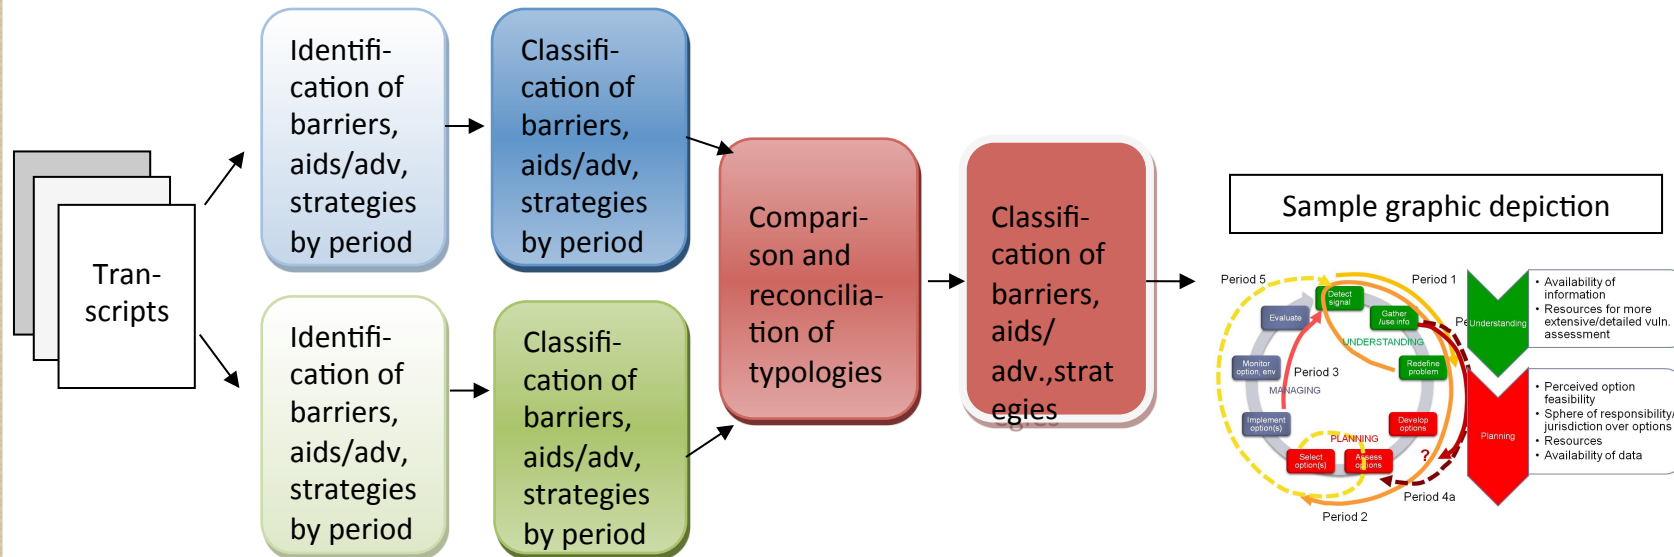 Tran-
scripts
Identifi-
cation of
barriers,
aids/adv,
strategies
by period
Classifi-
cation of
barriers,
aids/adv,
strategies
by period
Identifi-
cation of
barriers,
aids/adv,
strategies
by period
Classifi-
cation of
barriers,
aids/adv,
strategies
by period
Compari-
son and
reconcilia-
tion of
typologies
Classifi-
cation of
barriers,
aids/
adv.,strat
egies
Sample graphic depiction
Period 5
Period 1
Detect
signal
Gather
/use info
UNDERSTANDING
Redefine
problem
Evaluate
Monitor
option, env
Period 3
MANAGING
Implement
option(s)
Develop
options
PLANNING
Select
option(s)
Assess
options
?
Period 4a
Period 2
Understanding
• Availability of
information
• Resources for more
extensive/detailed vuln.
assessment
Planning
• Perceived option
feasibility
• Sphere of responsibility/
jurisdiction over options
• Resources
• Availability of data